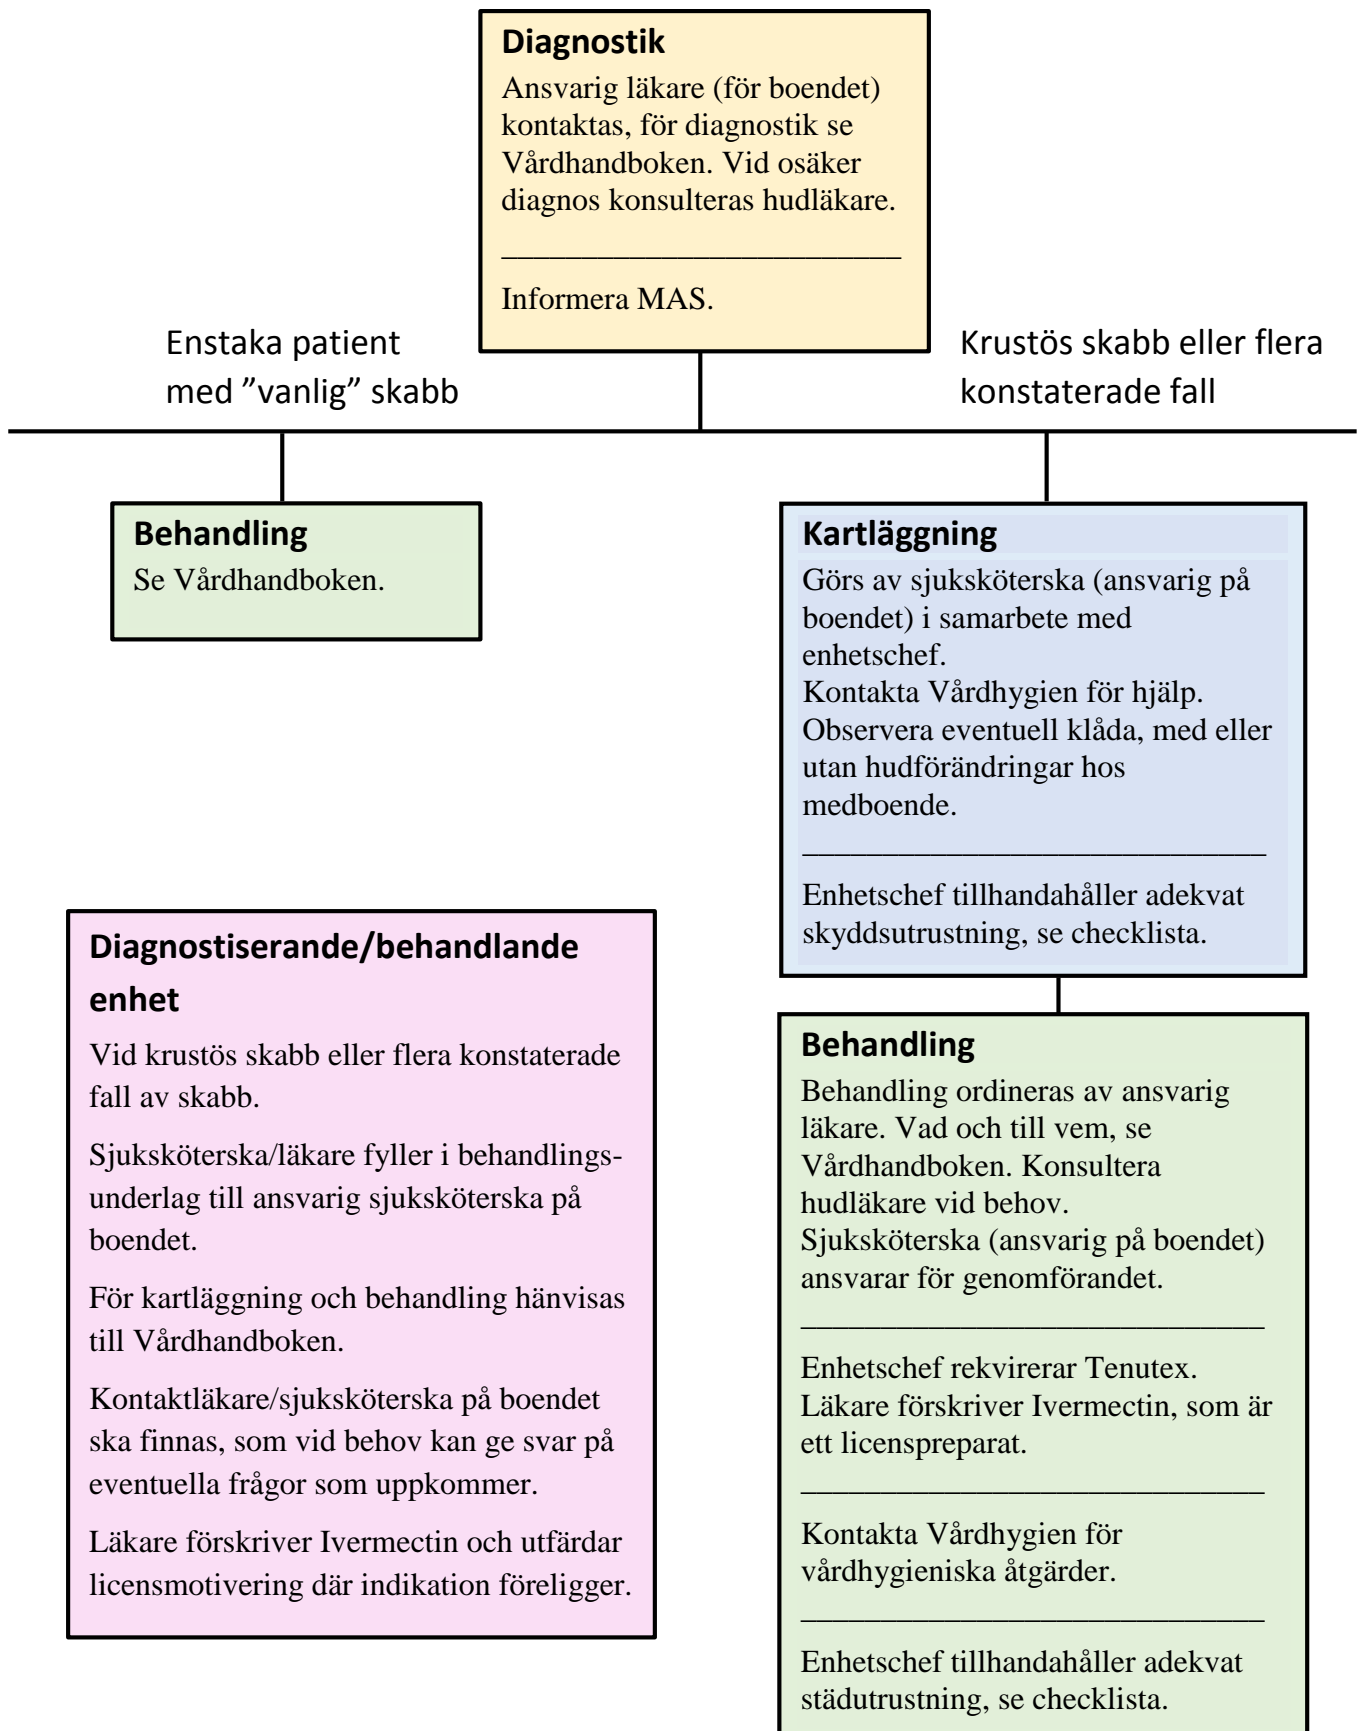 Diagnostik
Ansvarig läkare (för boendet)
kontaktas, för diagnostik se
Vårdhandboken. Vid osäker
diagnos konsulteras hudläkare.
Informera MAS.
Enstaka patient
med ”vanlig” skabb
Krustös skabb eller flera
konstaterade fall
Behandling
Se Vårdhandboken.
Kartläggning
Görs av sjuksköterska (ansvarig på
boendet) i samarbete med
enhetschef.
Kontakta Vårdhygien för hjälp.
Observera eventuell klåda, med eller
utan hudförändringar hos
medboende.
Enhetschef tillhandahåller adekvat
skyddsutrustning, se checklista.
Diagnostiserande/behandlande
enhet
Vid krustös skabb eller flera konstaterade
fall av skabb.
Sjuksköterska/läkare fyller i behandlings-
underlag till ansvarig sjuksköterska på
boendet.
För kartläggning och behandling hänvisas
till Vårdhandboken.
Kontaktläkare/sjuksköterska på boendet
ska finnas, som vid behov kan ge svar på
eventuella frågor som uppkommer.
Läkare förskriver Ivermectin och utfärdar
licensmotivering där indikation föreligger.
Behandling
Behandling ordineras av ansvarig
läkare. Vad och till vem, se
Vårdhandboken. Konsultera
hudläkare vid behov.
Sjuksköterska (ansvarig på boendet)
ansvarar för genomförandet.
Enhetschef rekvirerar Tenutex.
Läkare förskriver Ivermectin, som är
ett licenspreparat.
Kontakta Vårdhygien för
vårdhygieniska åtgärder.
Enhetschef tillhandahåller adekvat
städutrustning, se checklista.